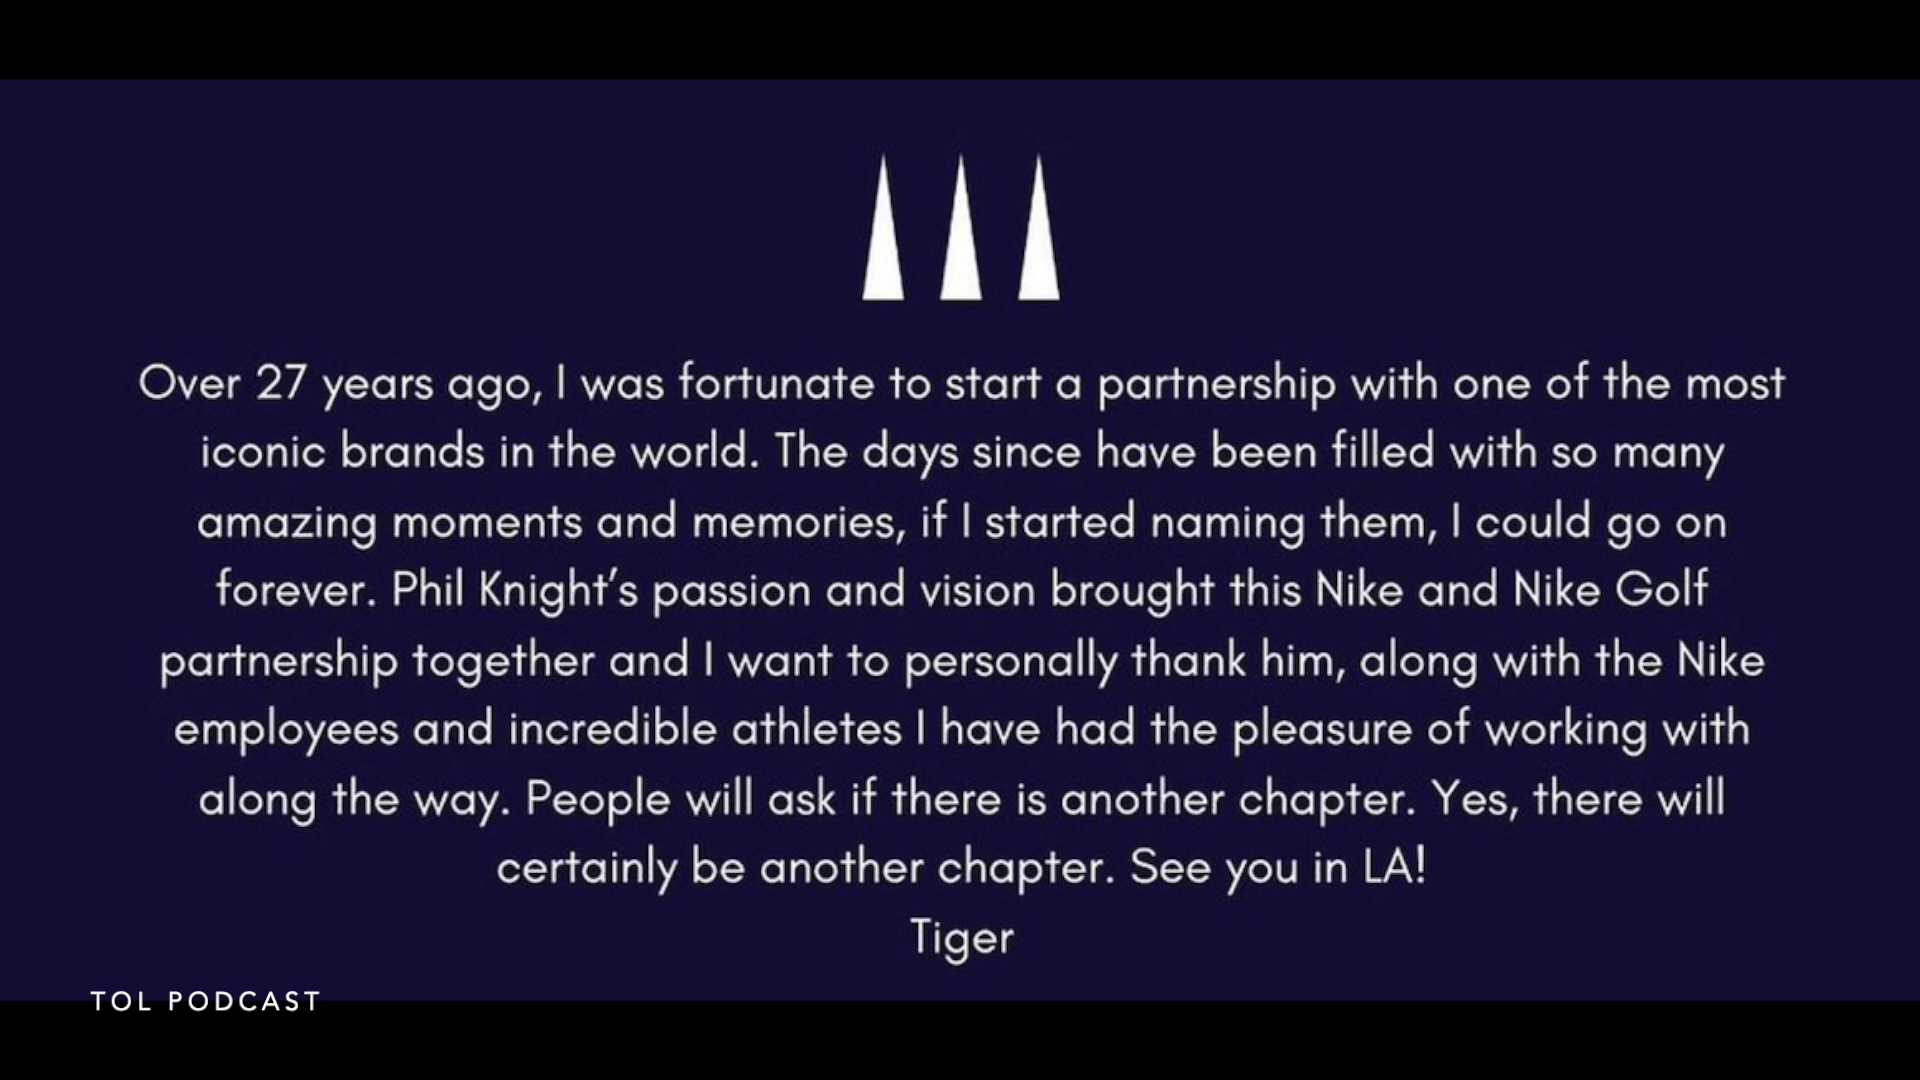 Over 27 years ago, I was fortunate to start a partnership with one of the most
iconic brands in the world. The days since have been filled with so many
amazing moments and memories, if I started naming them, I could go on
forever. Phil Knight’s passion and vision brought this Nike and Nike Golf
partnership together and I want to personally thank him, along with the Nike
employees and incredible athletes I have had the pleasure of working with
along the way. People will ask if there is another chapter. Yes, there will
certainly be another chapter. See you in LA!
Tiger
TOL PODCAST